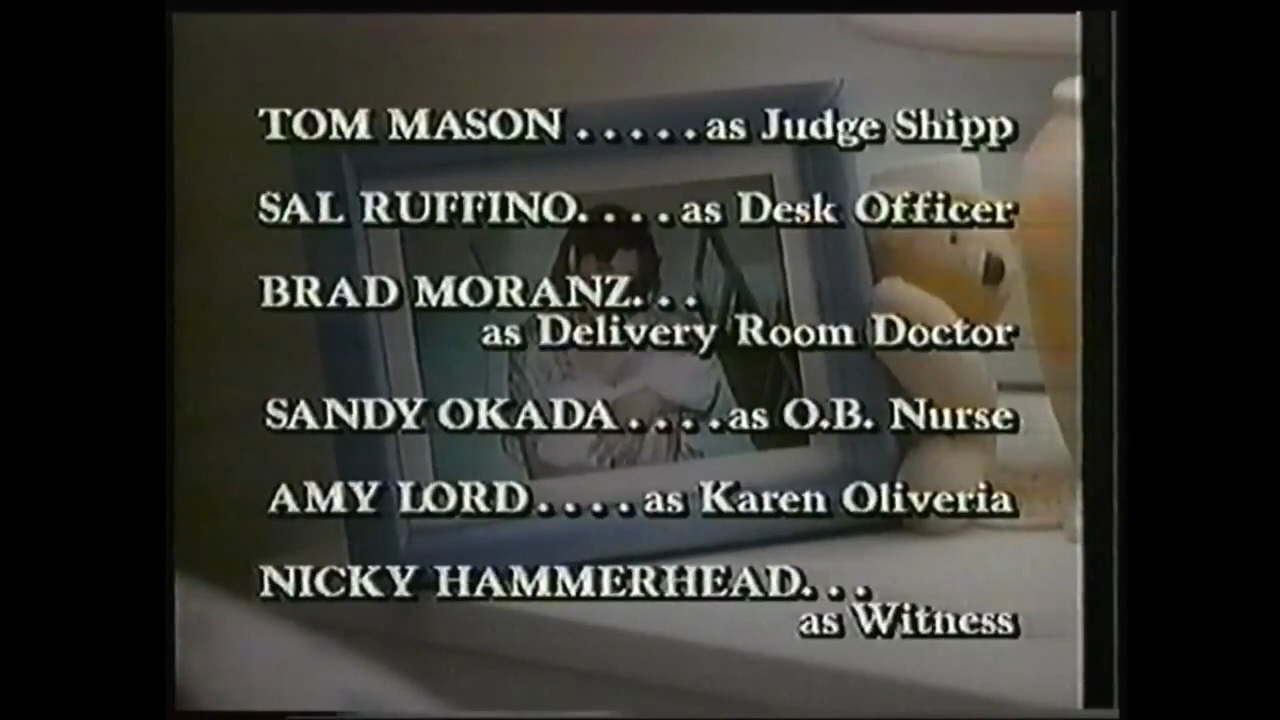 TOM MASON.....as Judge Shipp
SAL RUFFINO....as Desk Officer
BRAD MORANZ...
as Delivery Room Doctor
SANDY OKADA....as O.B. Nurse
AMY LORD....as Karen Oliveria
NICKY HAMMERHEAD...
as Witness